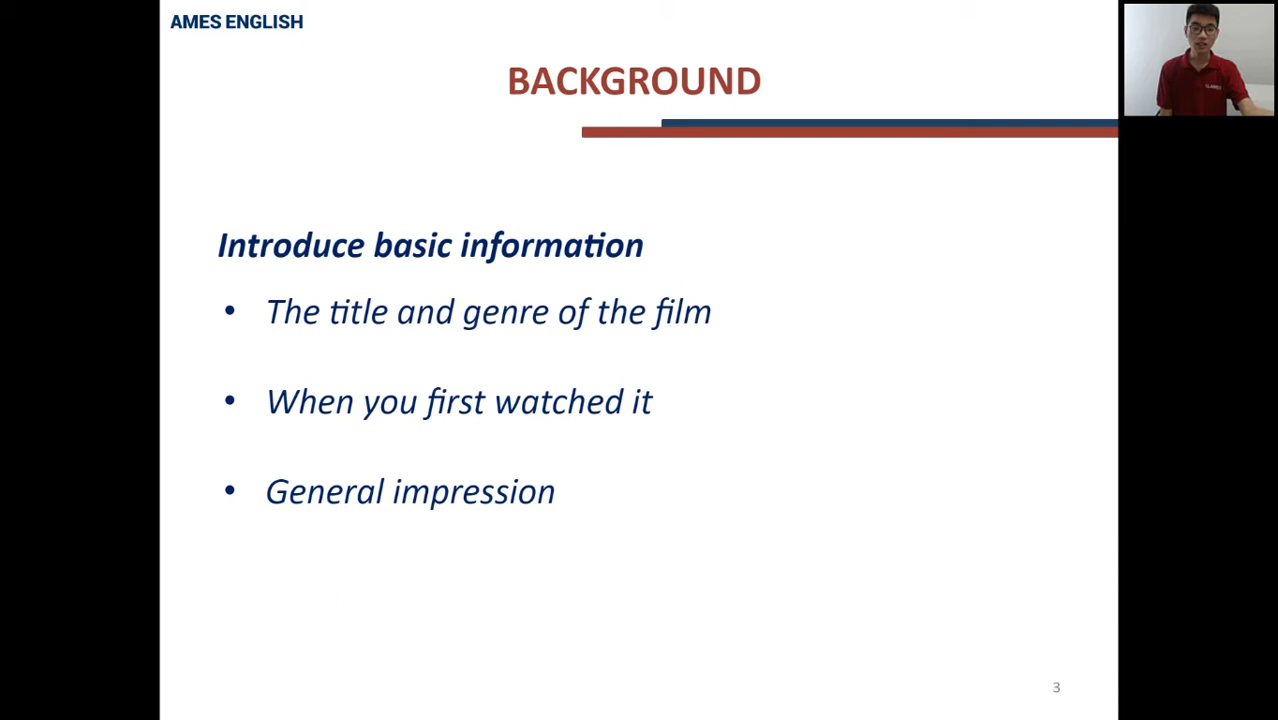 AMES ENGLISH
BACKGROUND
Introduce basic information
• The title and genre of the film
• When you first watched it
• General impression
3